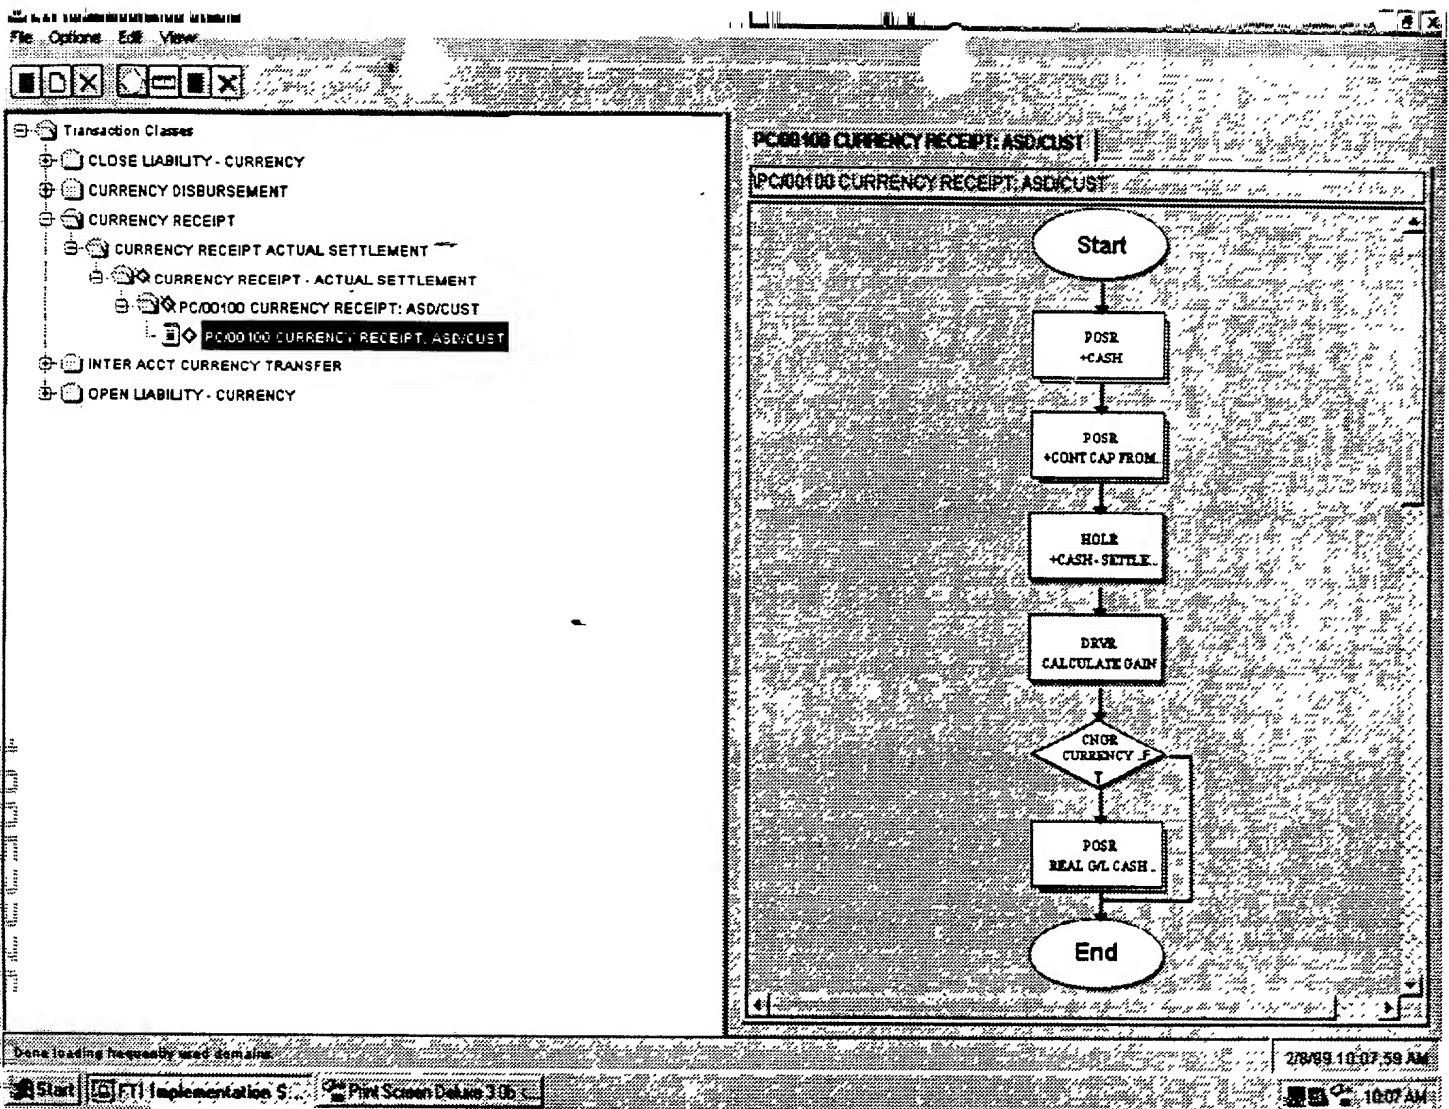 File Options Edit Views
Transaction Classes
CLOSE LIABILITY - CURRENCY
CURRENCY DISBURSEMENT
CURRENCY RECEIPT
CURRENCY RECEIPT ACTUAL SETTLEMENT
CURRENCY RECEIPT - ACTUAL SETTLEMENT
PC/00100 CURRENCY RECEIPT: ASD/CUST
PC/00100 CURRENCY RECEIPT: ASD/CUST
INTER ACCT CURRENCY TRANSFER
OPEN LIABILITY - CURRENCY
PC/00100 CURRENCY RECEIPT: ASD/CUST
\PC/00100 CURRENCY RECEIPT: ASD/CUST
Start
POSR
+CASH
POSR
+CONT CAP FROM..
HOLR
+CASH - SETTLE..
DRVR
CALCULATE GAIN
CNGR
CURRENCY ..F
T
POSR
REAL G/L CASH ..
End
Done loading frequently used domains.
2/8/99 10:07:59 AM
Start
FTI Implementation S...
Print Screen Deluxe 3.0b
10:07 AM